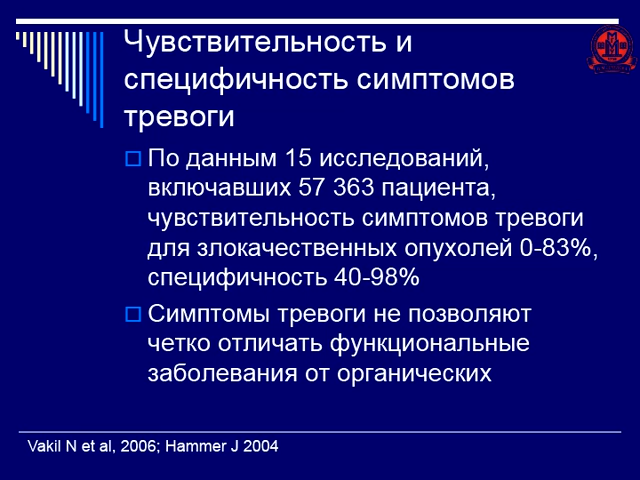 Чувствительность и
специфичность симптомов
тревоги
По данным 15 исследований,
включавших 57 363 пациента,
чувствительность симптомов тревоги
для злокачественных опухолей 0-83%,
специфичность 40-98%
Симптомы тревоги не позволяют
четко отличать функциональные
заболевания от органических
Vakil N et al, 2006; Hammer J 2004